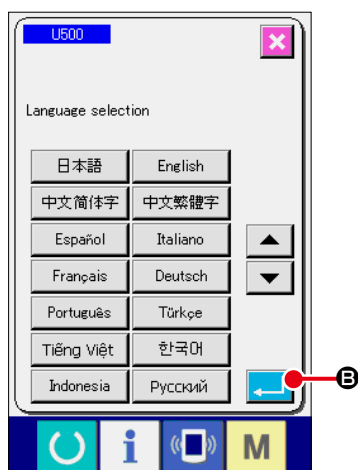 U500
Language selection
日本語 English
中文简体字 中文繁體字
Español Italiano
Français Deutsch
Português Türkçe
Tiếng Việt 한국어
Indonesia Русский
B
i M